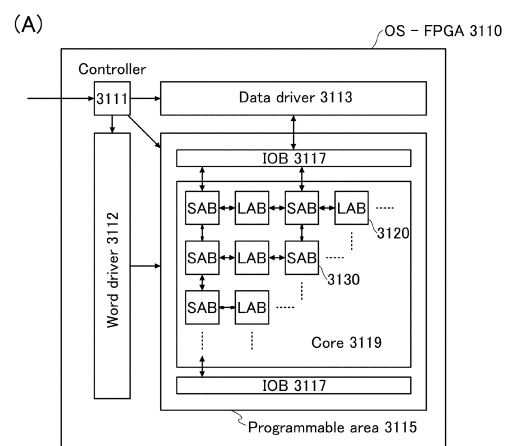 (A)
OS – FPGA 3110
Controller
3111
Data driver 3113
Word driver 3112
IOB 3117
SAB LAB SAB LAB
3120
SAB LAB SAB
3130
SAB LAB
Core 3119
IOB 3117
Programmable area 3115